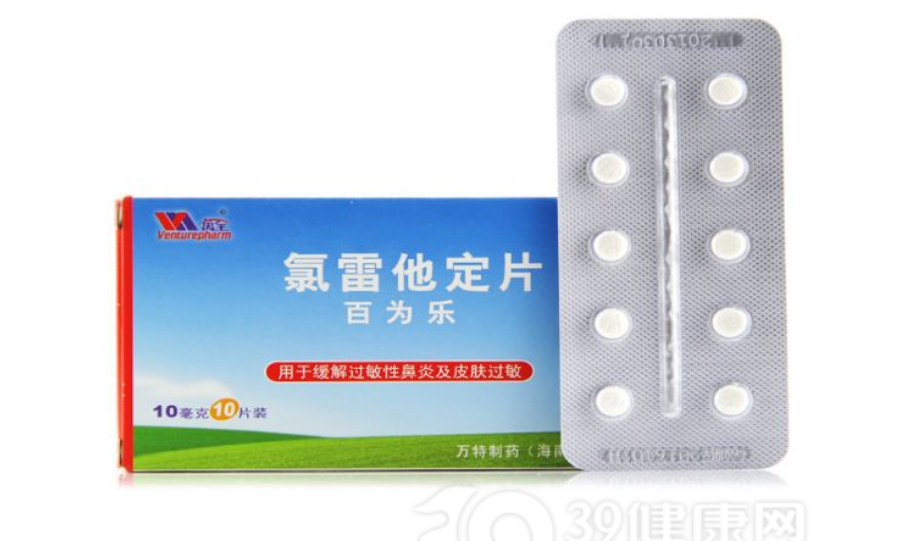 Venturepharm
氯雷他定片
百为乐
用于缓解过敏性鼻炎及皮肤过敏
10毫克10片装
万特制药（海南
39健康网